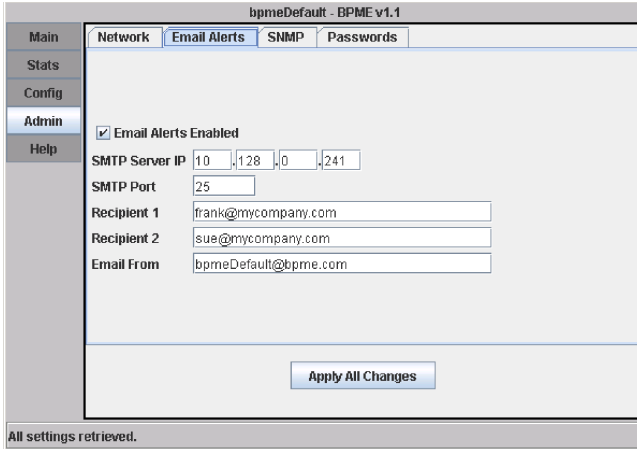 bpmeDefault - BPME v1.1
Main
Stats
Config
Admin
Help
Network Email Alerts SNMP Passwords
Email Alerts Enabled
SMTP Server IP 10 .128 .0 .241
SMTP Port 25
Recipient 1 frank@mycompany.com
Recipient 2 sue@mycompany.com
Email From bpmeDefault@bpme.com
Apply All Changes
All settings retrieved.